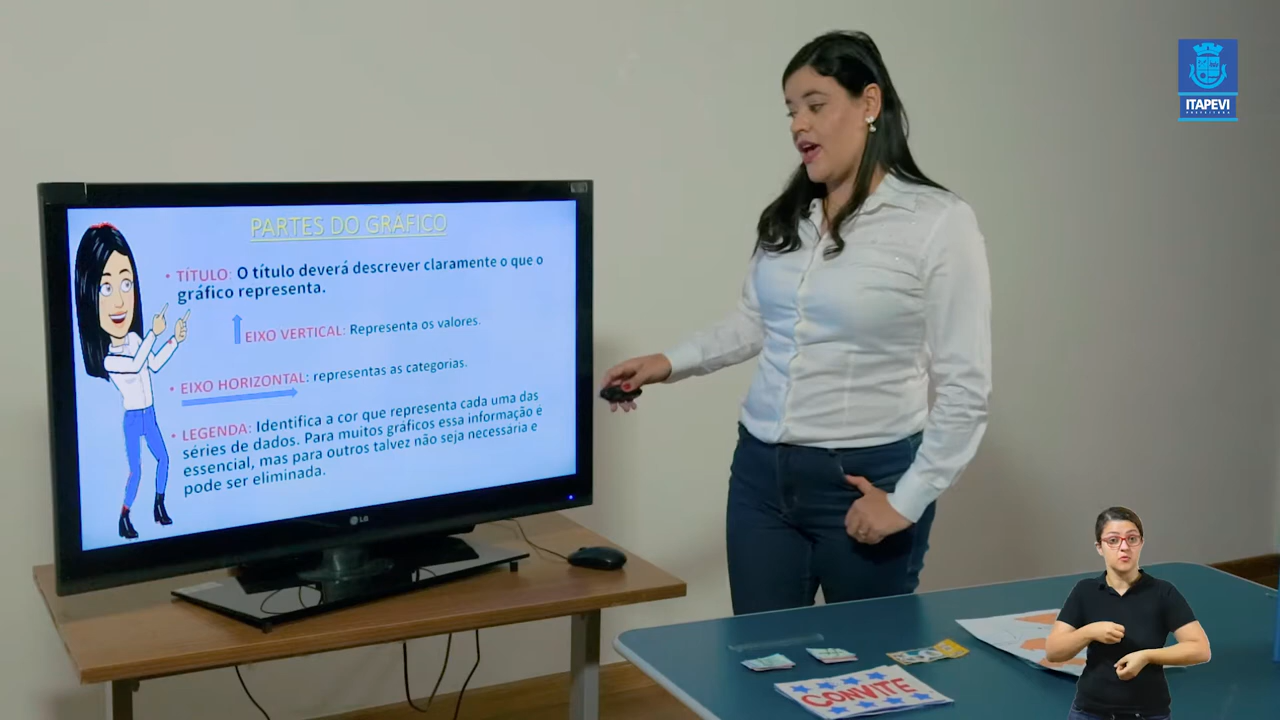 ITAPEVI
PREFEITURA
PARTES DO GRÁFICO
• TÍTULO: O título deverá descrever claramente o que o
gráfico representa.
EIXO VERTICAL: Representa os valores.
• EIXO HORIZONTAL: representas as categorias.
• LEGENDA: Identifica a cor que representa cada uma das
séries de dados. Para muitos gráficos essa informação é
essencial, mas para outros talvez não seja necessária e
pode ser eliminada.
LG
CONVITE